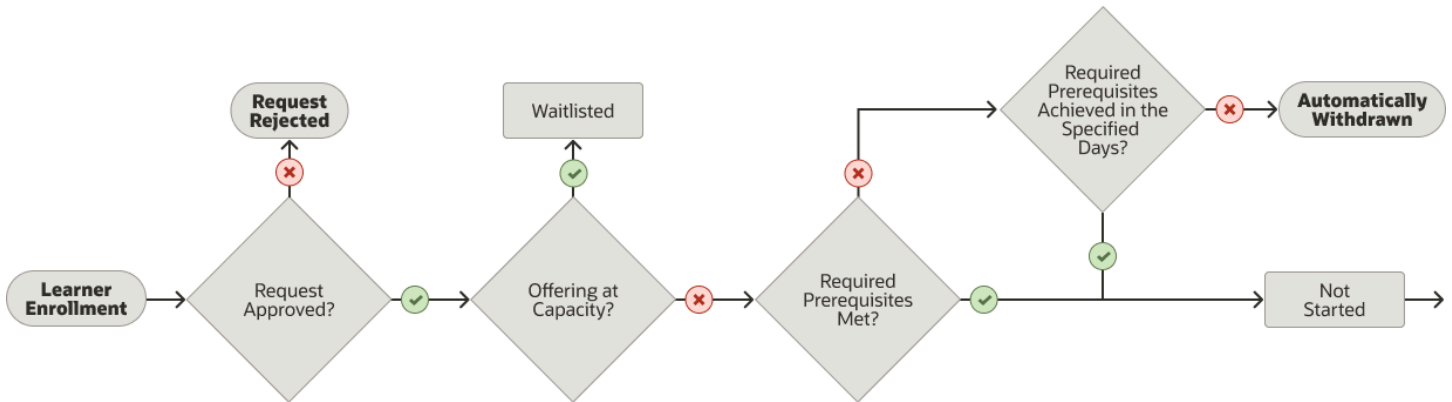 Learner
Enrollment
Request
Approved?
Request
Rejected
Offering at
Capacity?
Waitlisted
Required
Prerequisites
Met?
Required
Prerequisites
Achieved in the
Specified
Days?
Automatically
Withdrawn
Not
Started